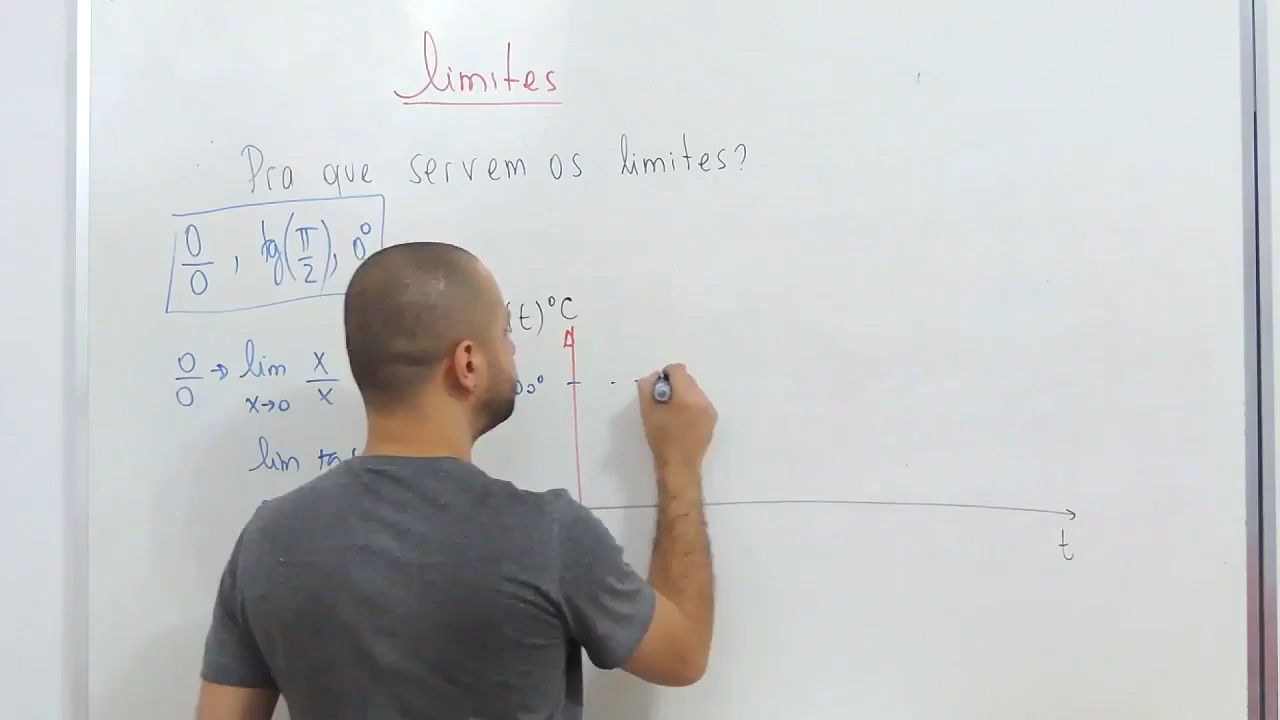 limites
Pra que servem os limites?
0/0 , tg(π/2), 0⁰
(t)°C
0/0 → lim x→0 x/x
lim
t